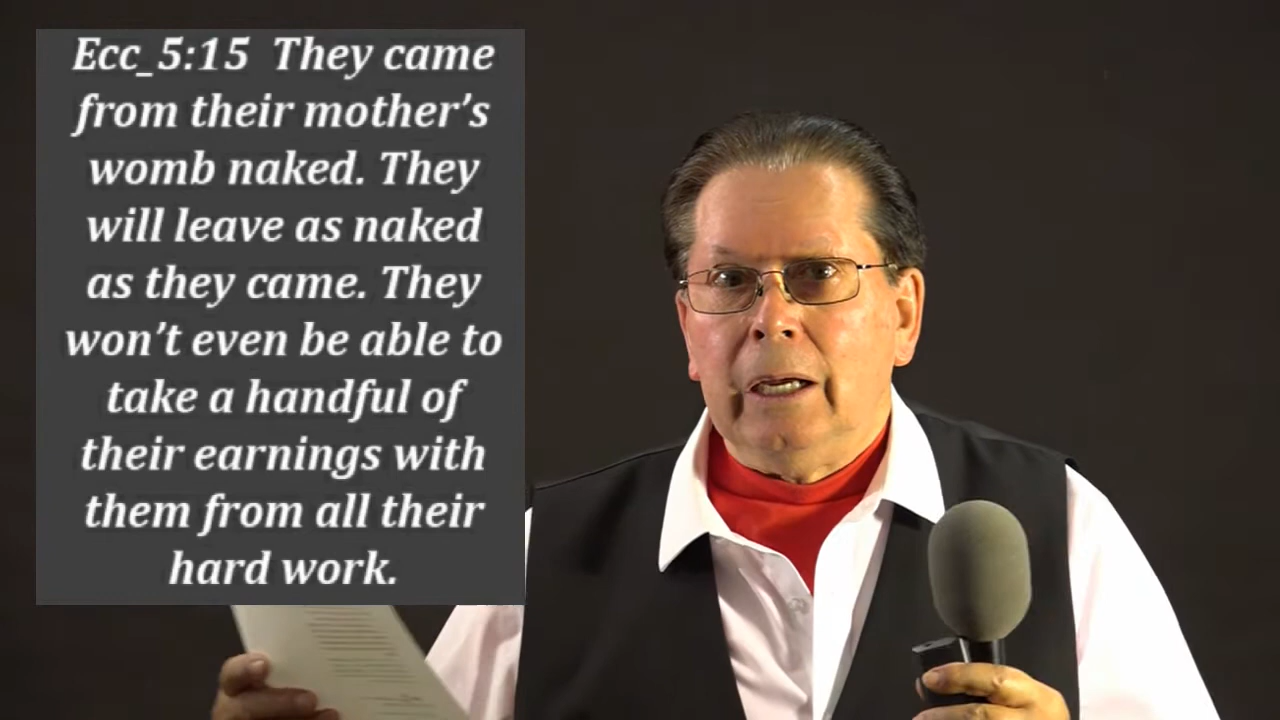 Ecc_5:15 They came
from their mother’s
womb naked. They
will leave as naked
as they came. They
won’t even be able to
take a handful of
their earnings with
them from all their
hard work.